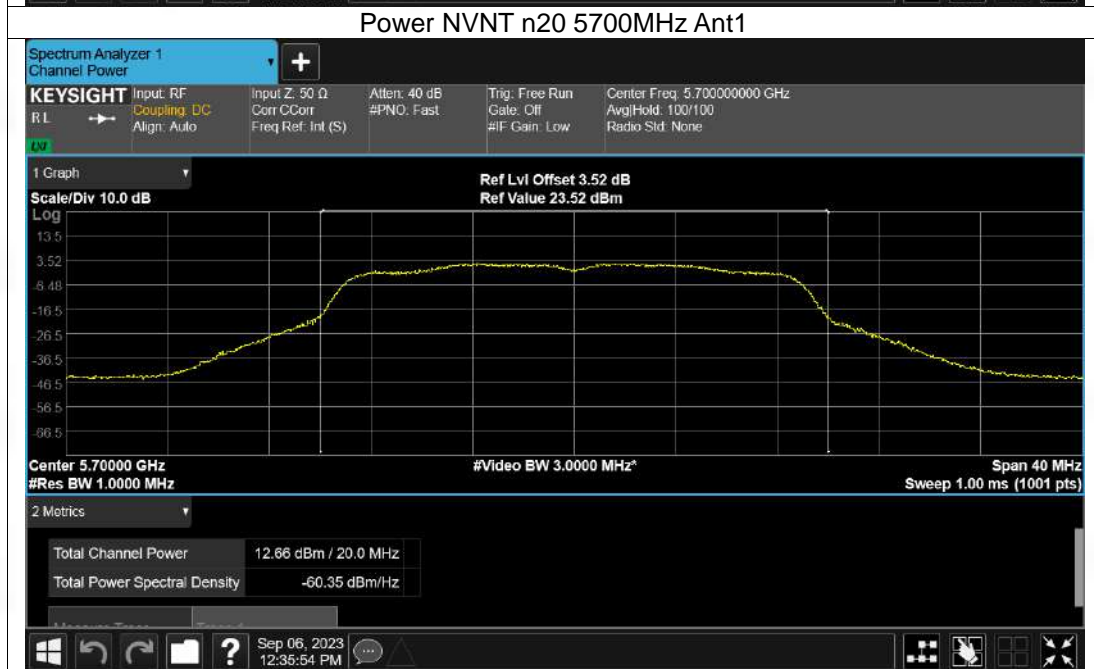 Power NVNT n20 5700MHz Ant1
Spectrum Analyzer 1
Channel Power
+
KEYSIGHT
Input: RF
Input Z: 50 Ω
Atten: 40 dB
Trig: Free Run
Center Freq: 5.700000000 GHz
RL
Coupling: DC
Corr CCorr
#PNO: Fast
Gate: Off
Avg|Hold: 100/100
Align: Auto
Freq Ref: Int (S)
#IF Gain: Low
Radio Std: None
LXI
1 Graph
Ref Lvl Offset 3.52 dB
Scale/Div 10.0 dB
Ref Value 23.52 dBm
Log
13.5
3.52
-6.48
-16.5
-26.5
-36.5
-46.5
-56.5
-66.5
Center 5.70000 GHz
#Video BW 3.0000 MHz*
Span 40 MHz
#Res BW 1.0000 MHz
Sweep 1.00 ms (1001 pts)
2 Metrics
Total Channel Power
12.66 dBm / 20.0 MHz
Total Power Spectral Density
-60.35 dBm/Hz
?
Sep 06, 2023
12:35:54 PM